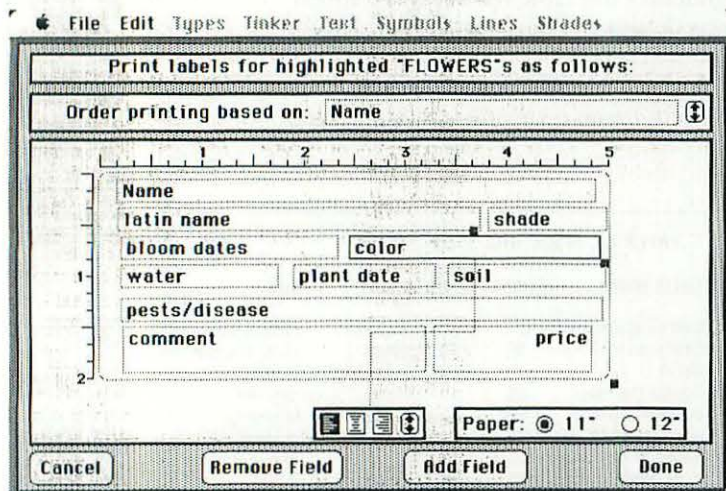 File Edit Types Tinker Text Symbols Lines Shades
Print labels for highlighted "FLOWERS"s as follows:
Order printing based on: Name
1 2 3 4 5
Name
latin name shade
bloom dates color
1 water plant date soil
pests/disease
comment price
2
Paper: 11" 12"
Cancel Remove Field Add Field Done